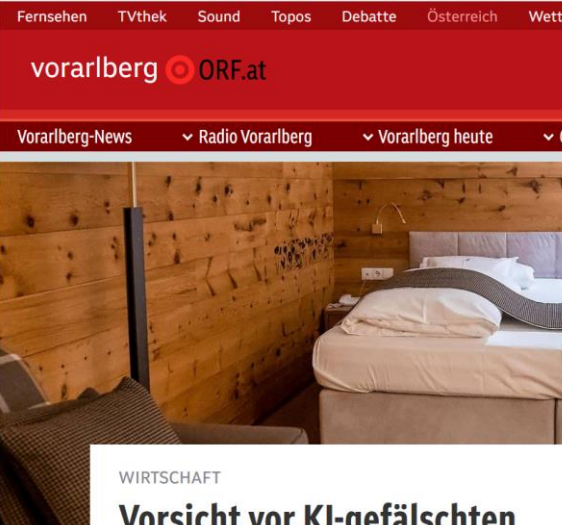 Fernsehen TVthek Sound Topos Debatte Österreich
vorarlberg ORF.at
Vorarlberg-News Radio Vorarlberg Vorarlberg heute
WIRTSCHAFT
Vorsicht vor KI-gefälschten